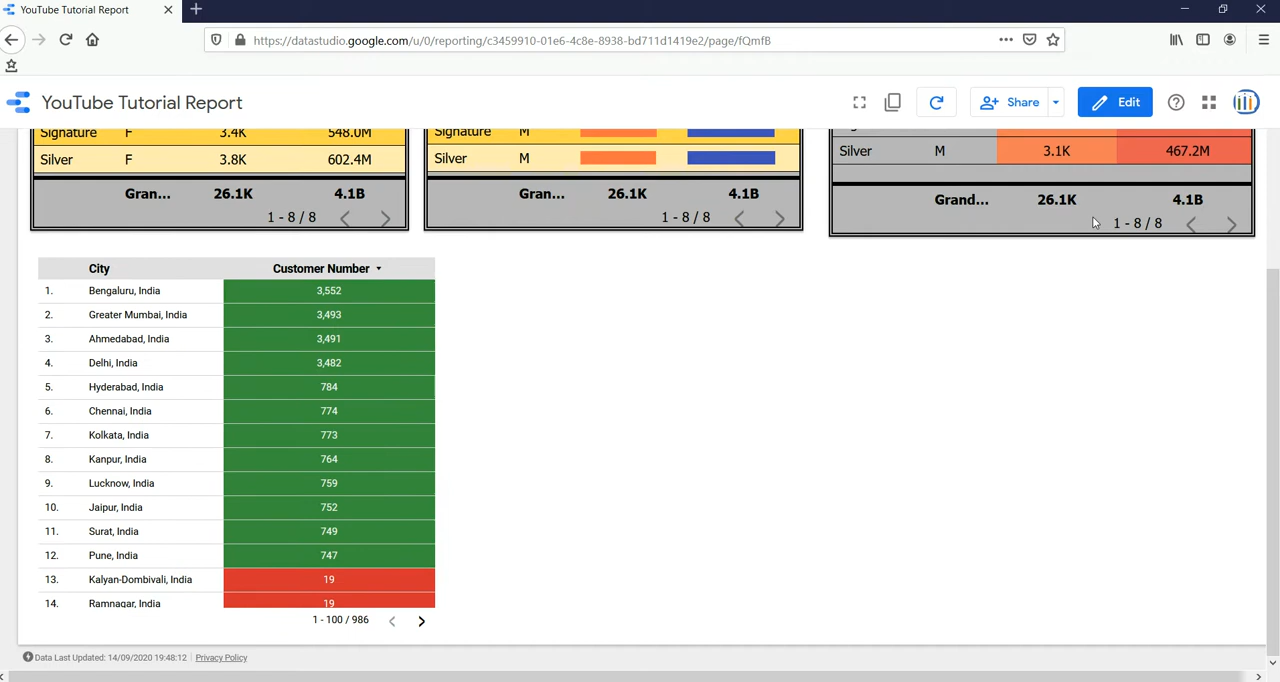 YouTube Tutorial Report
https://datastudio.google.com/u/0/reporting/c3459910-01e6-4c8e-8938-bd711d1419e2/page/fQmfB
YouTube Tutorial Report
Share
Edit
Signature F 3.4K 548.0M
Silver F 3.8K 602.4M
Gran... 26.1K 4.1B
1 - 8 / 8
Signature M
Silver M
Gran... 26.1K 4.1B
1 - 8 / 8
Silver M 3.1K 467.2M
Grand... 26.1K 4.1B
1 - 8 / 8
City Customer Number
1. Bengaluru, India 3,552
2. Greater Mumbai, India 3,493
3. Ahmedabad, India 3,491
4. Delhi, India 3,482
5. Hyderabad, India 784
6. Chennai, India 774
7. Kolkata, India 773
8. Kanpur, India 764
9. Lucknow, India 759
10. Jaipur, India 752
11. Surat, India 749
12. Pune, India 747
13. Kalyan-Dombivali, India 19
14. Ramnagar, India 19
1 - 100 / 986
Data Last Updated: 14/09/2020 19:48:12 Privacy Policy